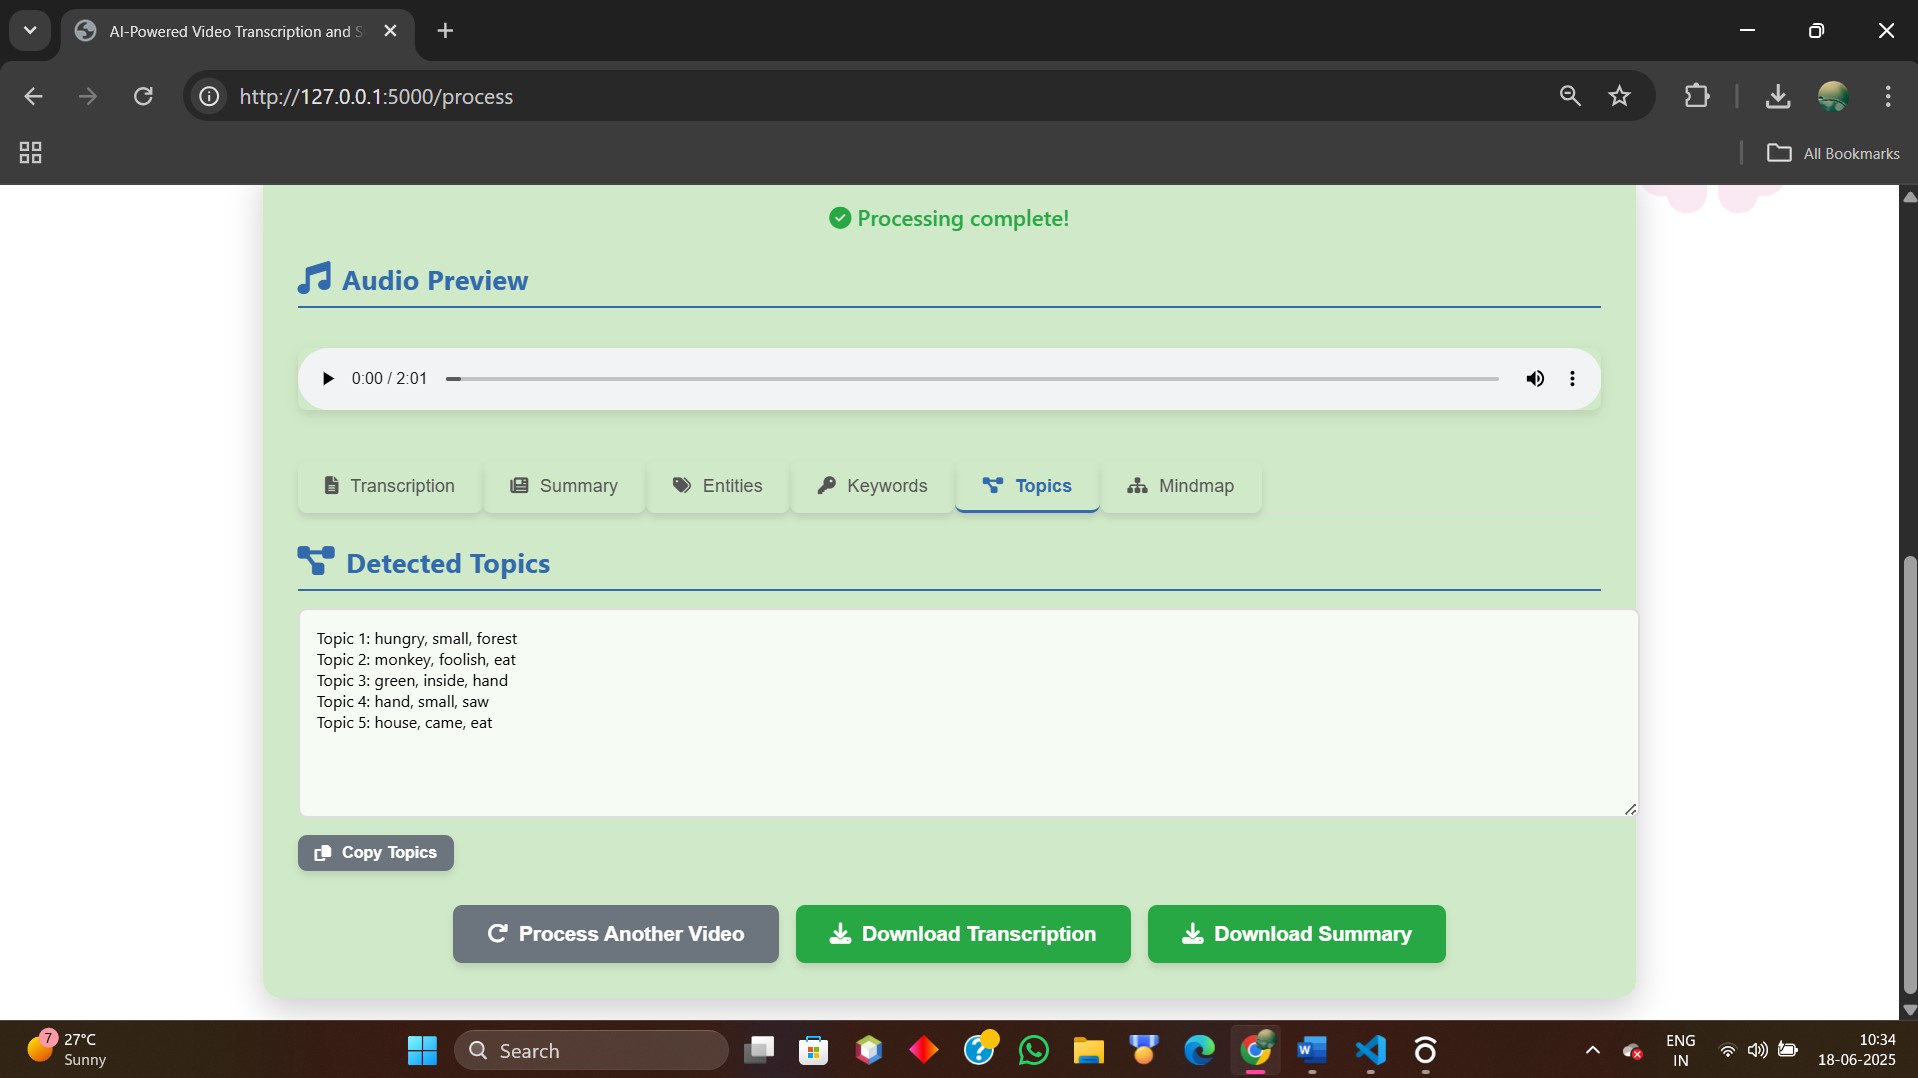 AI-Powered Video Transcription and S
http://127.0.0.1:5000/process
All Bookmarks
Processing complete!
Audio Preview
0:00 / 2:01
Transcription
Summary
Entities
Keywords
Topics
Mindmap
Detected Topics
Topic 1: hungry, small, forest
Topic 2: monkey, foolish, eat
Topic 3: green, inside, hand
Topic 4: hand, small, saw
Topic 5: house, came, eat
Copy Topics
Process Another Video
Download Transcription
Download Summary
7
27°C
Sunny
Search
W
ENG
IN
10:34
18-06-2025